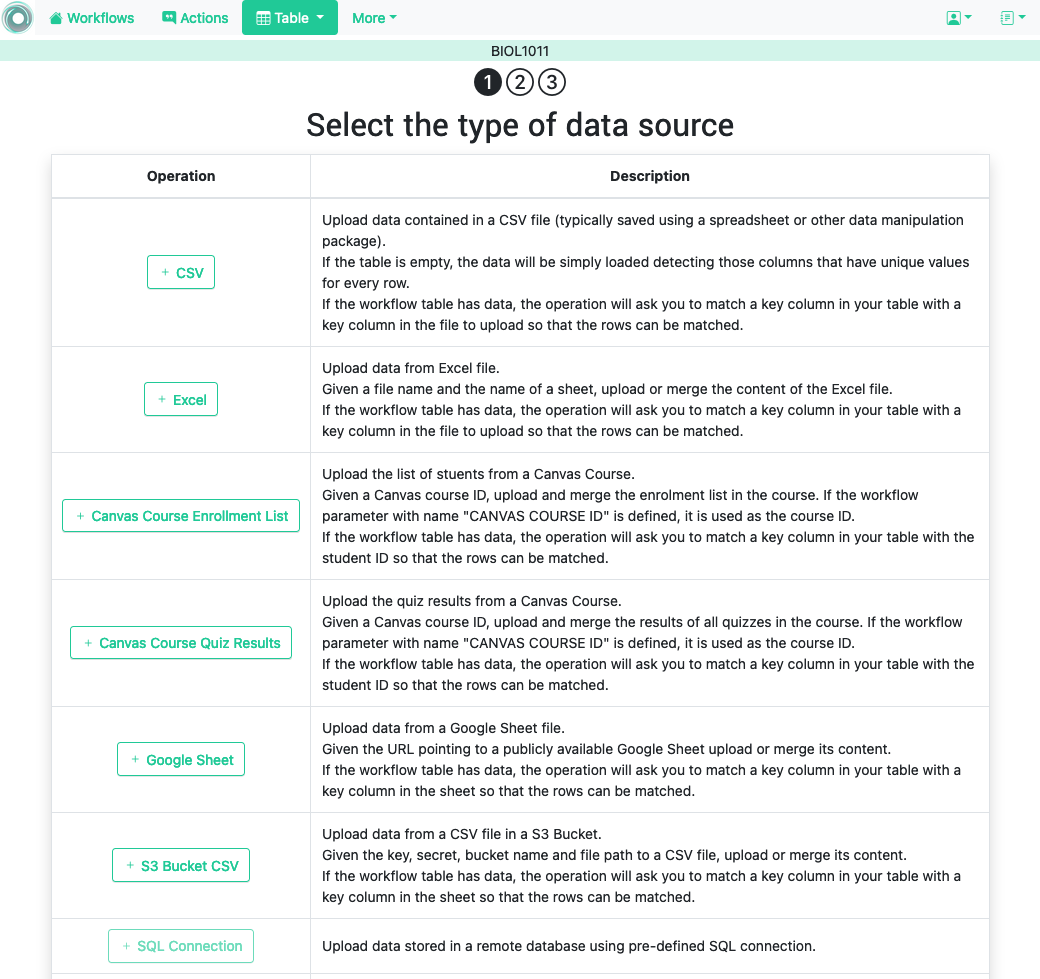 Workflows Actions Table More
BIOL1011
1 2 3
Select the type of data source
Operation Description
+ CSV
Upload data contained in a CSV file (typically saved using a spreadsheet or other data manipulation
package).
If the table is empty, the data will be simply loaded detecting those columns that have unique values
for every row.
If the workflow table has data, the operation will ask you to match a key column in your table with a
key column in the file to upload so that the rows can be matched.
+ Excel
Upload data from Excel file.
Given a file name and the name of a sheet, upload or merge the content of the Excel file.
If the workflow table has data, the operation will ask you to match a key column in your table with a
key column in the file to upload so that the rows can be matched.
+ Canvas Course Enrollment List
Upload the list of stuents from a Canvas Course.
Given a Canvas course ID, upload and merge the enrolment list in the course. If the workflow
parameter with name "CANVAS COURSE ID" is defined, it is used as the course ID.
If the workflow table has data, the operation will ask you to match a key column in your table with the
student ID so that the rows can be matched.
+ Canvas Course Quiz Results
Upload the quiz results from a Canvas Course.
Given a Canvas course ID, upload and merge the results of all quizzes in the course. If the workflow
parameter with name "CANVAS COURSE ID" is defined, it is used as the course ID.
If the workflow table has data, the operation will ask you to match a key column in your table with the
student ID so that the rows can be matched.
+ Google Sheet
Upload data from a Google Sheet file.
Given the URL pointing to a publicly available Google Sheet upload or merge its content.
If the workflow table has data, the operation will ask you to match a key column in your table with a
key column in the sheet so that the rows can be matched.
+ S3 Bucket CSV
Upload data from a CSV file in a S3 Bucket.
Given the key, secret, bucket name and file path to a CSV file, upload or merge its content.
If the workflow table has data, the operation will ask you to match a key column in your table with a
key column in the sheet so that the rows can be matched.
+ SQL Connection
Upload data stored in a remote database using pre-defined SQL connection.